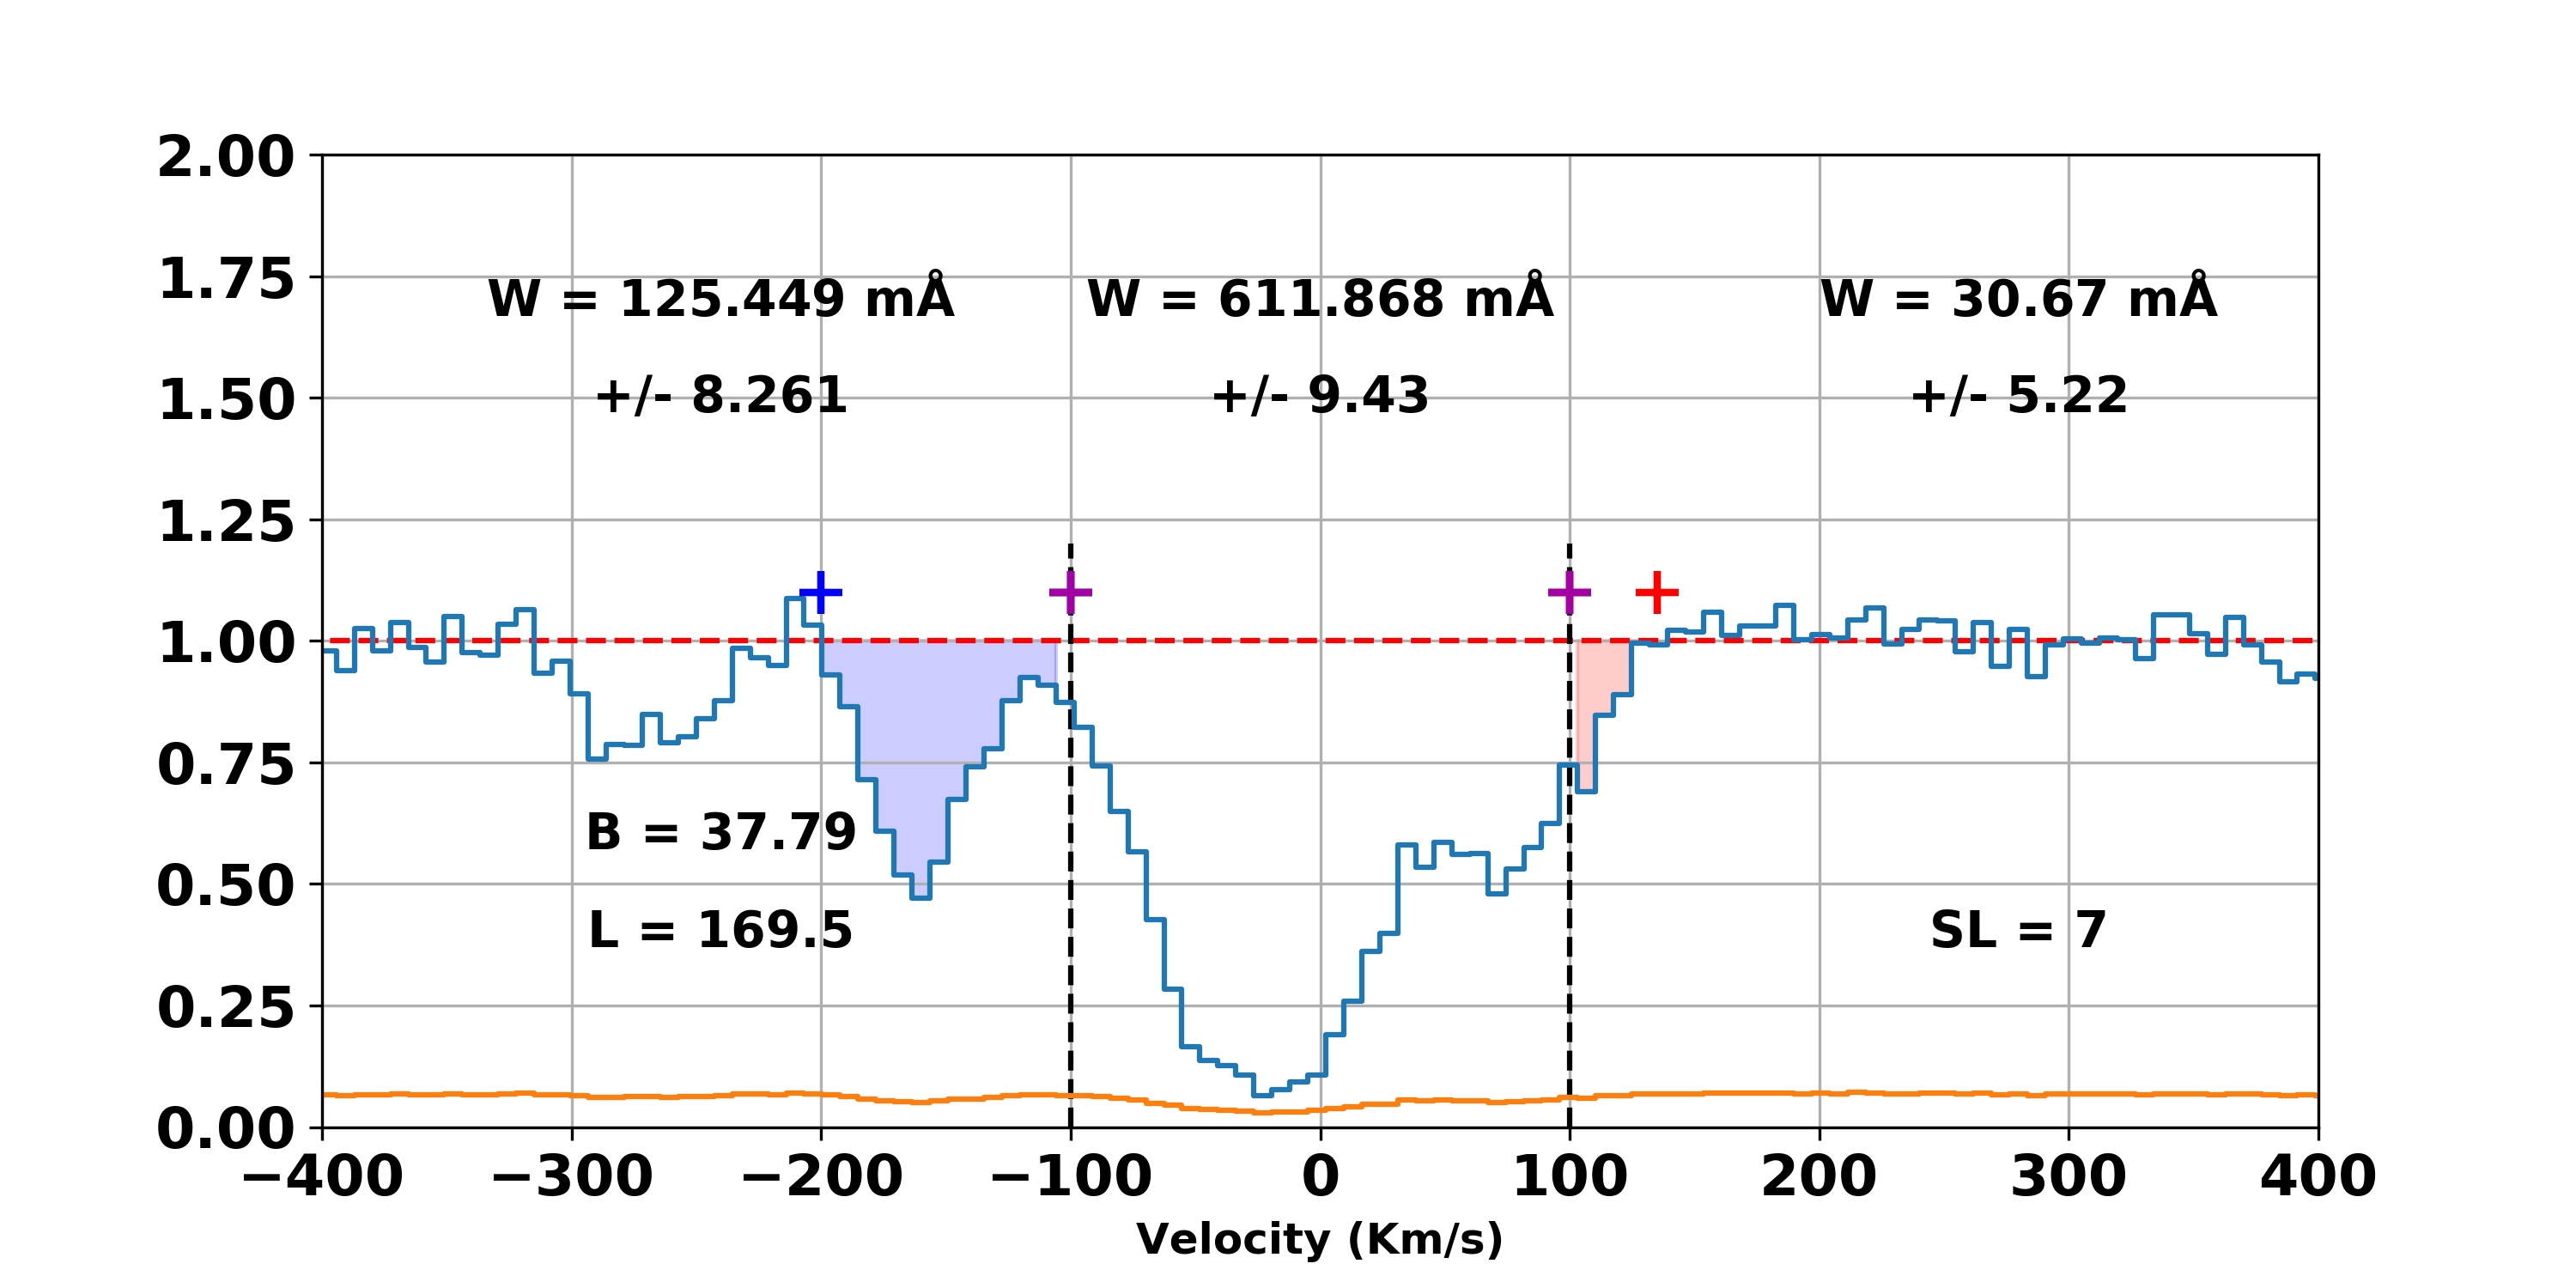 2.00
1.75
W = 125.449 mÅ W = 611.868 mÅ W = 30.67 mÅ
1.50
+/- 8.261 +/- 9.43 +/- 5.22
1.25
1.00
0.75
B = 37.79
0.50
L = 169.5 SL = 7
0.25
0.00
−400 −300 −200 −100 0 100 200 300 400
Velocity (Km/s)